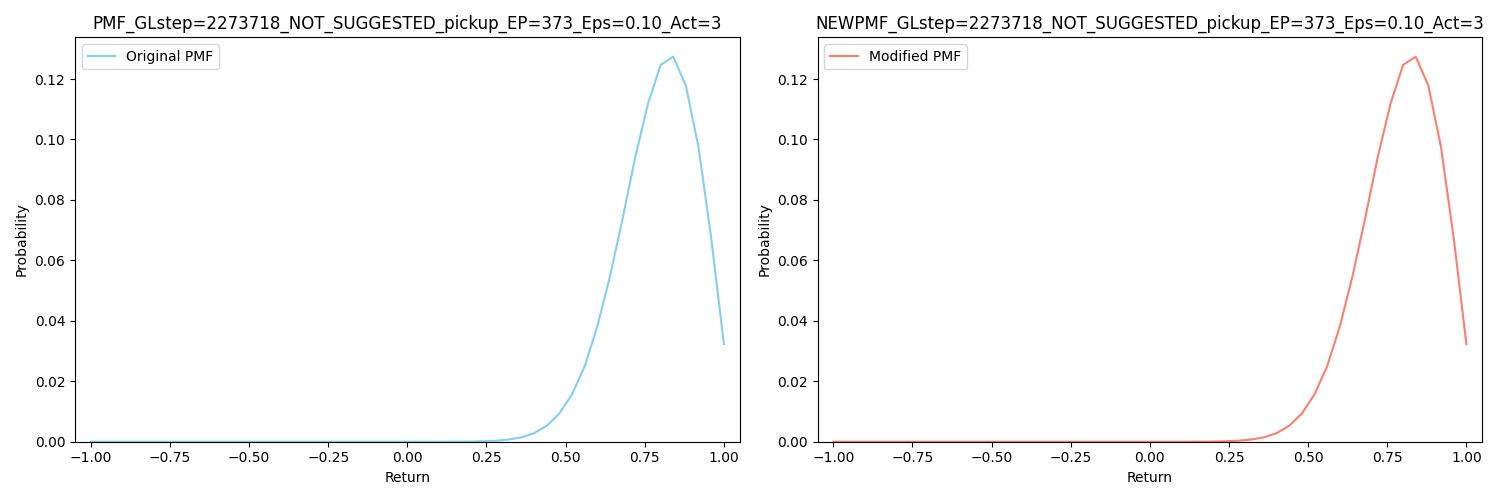 PMF_GLstep=2273718_NOT_SUGGESTED_pickup_EP=373_Eps=0.10_Act=3
Original PMF
Probability
0.12
0.10
0.08
0.06
0.04
0.02
0.00
−1.00 −0.75 −0.50 −0.25 0.00 0.25 0.50 0.75 1.00
Return
NEWPMF_GLstep=2273718_NOT_SUGGESTED_pickup_EP=373_Eps=0.10_Act=3
Modified PMF
Probability
0.12
0.10
0.08
0.06
0.04
0.02
0.00
−1.00 −0.75 −0.50 −0.25 0.00 0.25 0.50 0.75 1.00
Return